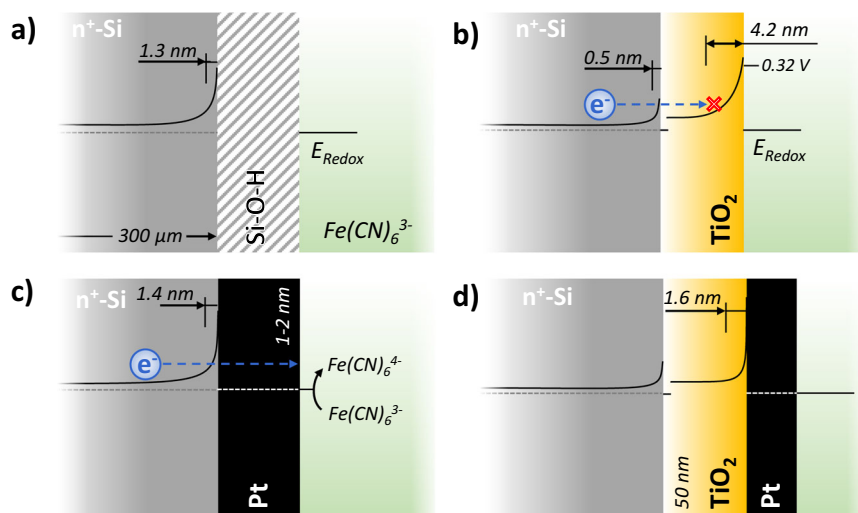 a)
n⁺-Si
1.3 nm
300 μm
Si-O-H
E_Redox
Fe(CN)₆³⁻
b)
n⁺-Si
0.5 nm
4.2 nm
0.32 V
e⁻
TiO₂
E_Redox
c)
n⁺-Si
1.4 nm
1-2 nm
e⁻
Fe(CN)₆⁴⁻
Fe(CN)₆³⁻
Pt
d)
n⁺-Si
1.6 nm
50 nm
TiO₂
Pt